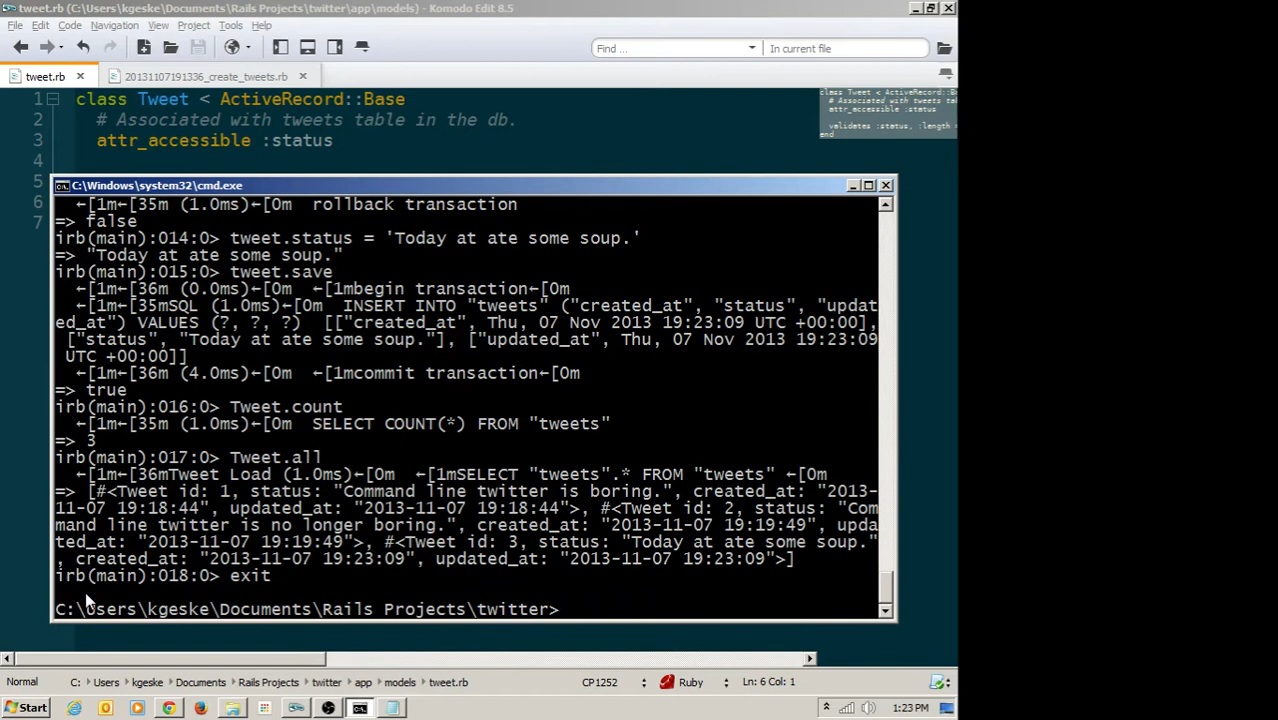 tweet.rb (C:\Users\kgeske\Documents\Rails Projects\twitter\app\models) - Komodo Edit 8.5
File Edit Code Navigation View Project Tools Help
Find ... In current file
tweet.rb 20131107191336_create_tweets.rb
1 class Tweet < ActiveRecord::Base
2 # Associated with tweets table in the db.
3 attr_accessible :status
4
5
6
7
class Tweet < ActiveRecord::Ba
# Associated with tweets ta
attr_accessible :status
validates :status, :length =
end
C:\Windows\system32\cmd.exe
←[1m←[35m (1.0ms)←[0m rollback transaction
=> false
irb(main):014:0> tweet.status = 'Today at ate some soup.'
=> "Today at ate some soup."
irb(main):015:0> tweet.save
←[1m←[36m (0.0ms)←[0m ←[1mbegin transaction←[0m
←[1m←[35mSQL (1.0ms)←[0m INSERT INTO "tweets" ("created_at", "status", "updat
ed_at") VALUES (?, ?, ?) [["created_at", Thu, 07 Nov 2013 19:23:09 UTC +00:00],
["status", "Today at ate some soup."], ["updated_at", Thu, 07 Nov 2013 19:23:09
UTC +00:00]]
←[1m←[36m (4.0ms)←[0m ←[1mcommit transaction←[0m
=> true
irb(main):016:0> Tweet.count
←[1m←[35m (1.0ms)←[0m SELECT COUNT(*) FROM "tweets"
=> 3
irb(main):017:0> Tweet.all
←[1m←[36mTweet Load (1.0ms)←[0m ←[1mSELECT "tweets".* FROM "tweets" ←[0m
=> [#<Tweet id: 1, status: "Command line twitter is boring.", created_at: "2013-
11-07 19:18:44", updated_at: "2013-11-07 19:18:44">, #<Tweet id: 2, status: "Com
mand line twitter is no longer boring.", created_at: "2013-11-07 19:19:49", upda
ted_at: "2013-11-07 19:19:49">, #<Tweet id: 3, status: "Today at ate some soup."
, created_at: "2013-11-07 19:23:09", updated_at: "2013-11-07 19:23:09">]
irb(main):018:0> exit
C:\Users\kgeske\Documents\Rails Projects\twitter>
Normal C: Users kgeske Documents Rails Projects twitter app models tweet.rb CP1252 Ruby Ln: 6 Col: 1
Start 1:23 PM